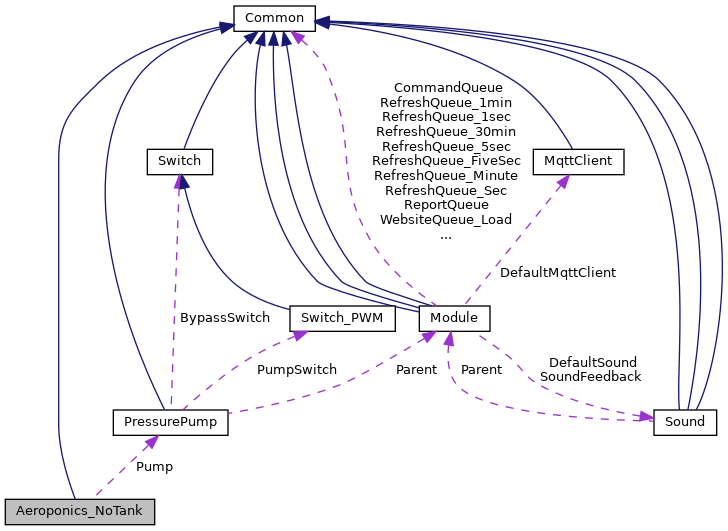 Common
CommandQueue
RefreshQueue_1min
RefreshQueue_1sec
RefreshQueue_30min
RefreshQueue_5sec
RefreshQueue_FiveSec
RefreshQueue_Minute
RefreshQueue_Sec
ReportQueue
WebsiteQueue_Load
...
Switch
MqttClient
DefaultMqttClient
BypassSwitch
Switch_PWM
Module
PumpSwitch
Parent
Parent
DefaultSound
SoundFeedback
PressurePump
Sound
Pump
Aeroponics_NoTank